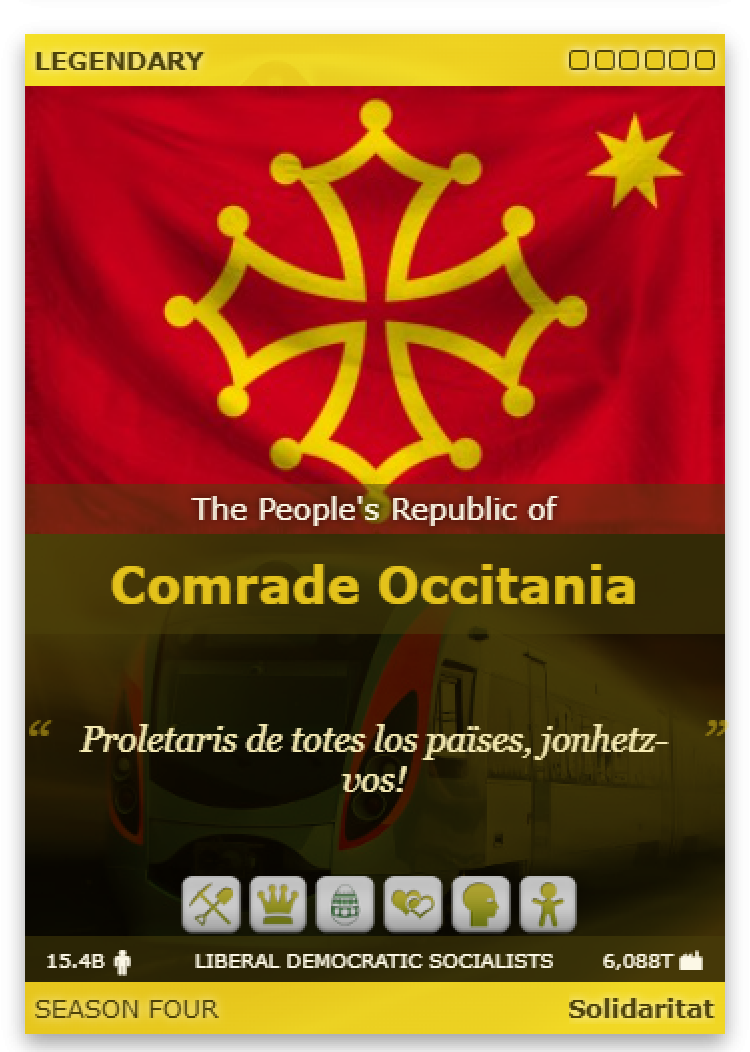 LEGENDARY
The People's Republic of
Comrade Occitania
“ Proletaris de totes los païses, jonhetz-
vos! ”
15.4B LIBERAL DEMOCRATIC SOCIALISTS 6,088T
SEASON FOUR Solidaritat